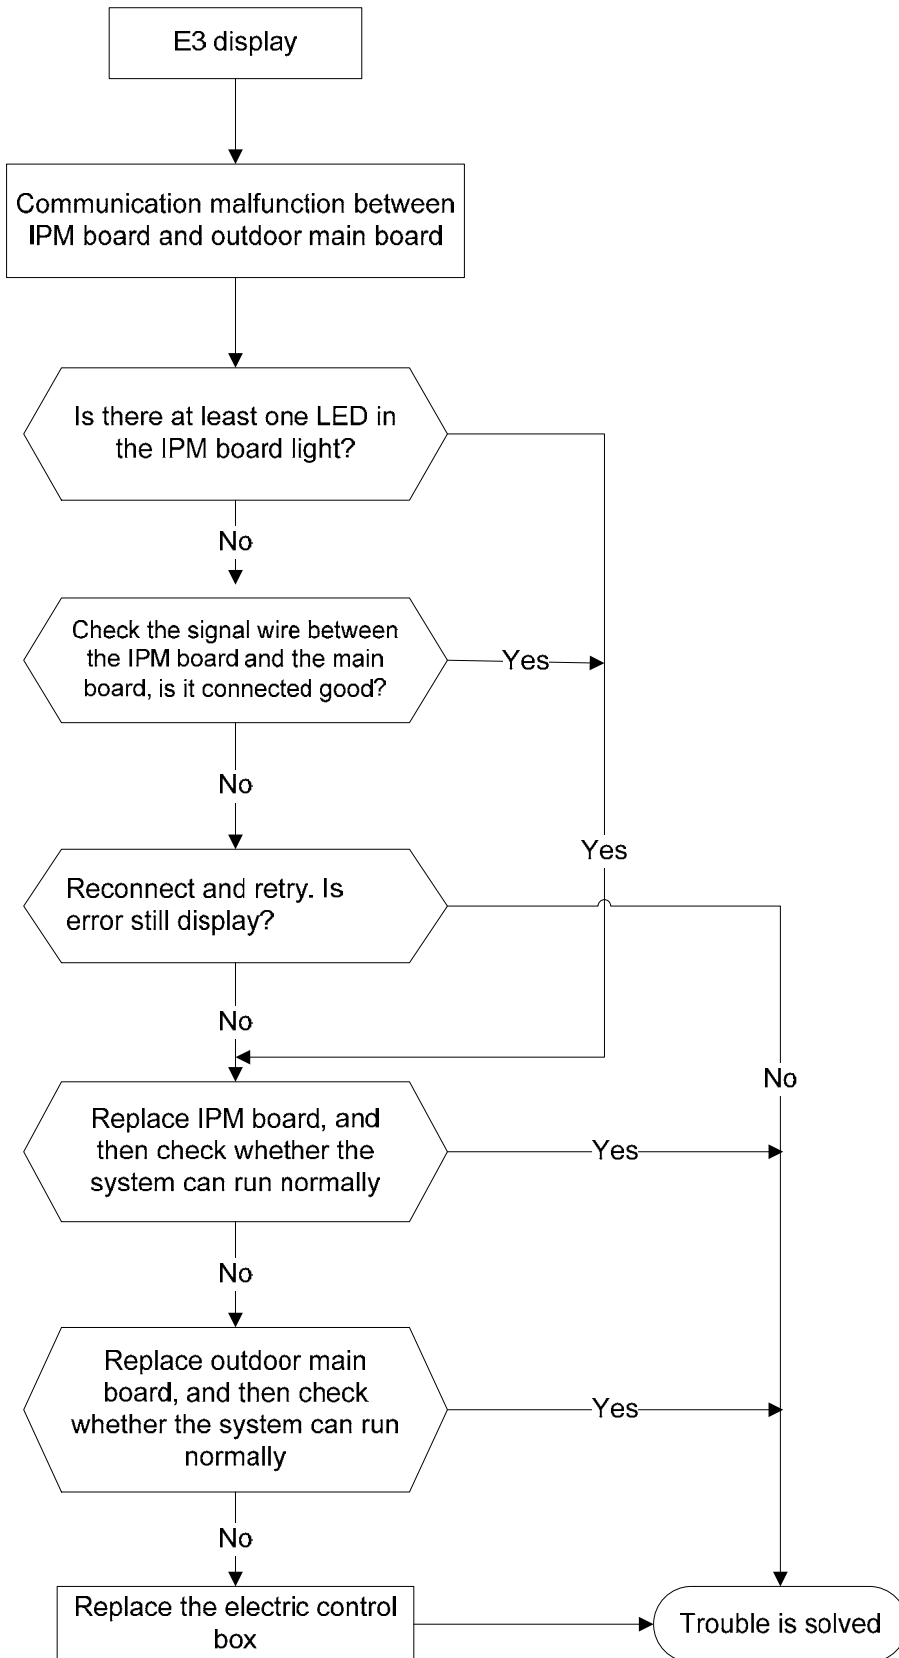 E3 display
Communication malfunction between
IPM board and outdoor main board
Is there at least one LED in
the IPM board light?
No
Check the signal wire between
the IPM board and the main
board, is it connected good?
Yes
No
Yes
Reconnect and retry. Is
error still display?
No
No
Replace IPM board, and
then check whether the
system can run normally
Yes
No
Replace outdoor main
board, and then check
whether the system can run
normally
Yes
No
Replace the electric control
box
Trouble is solved